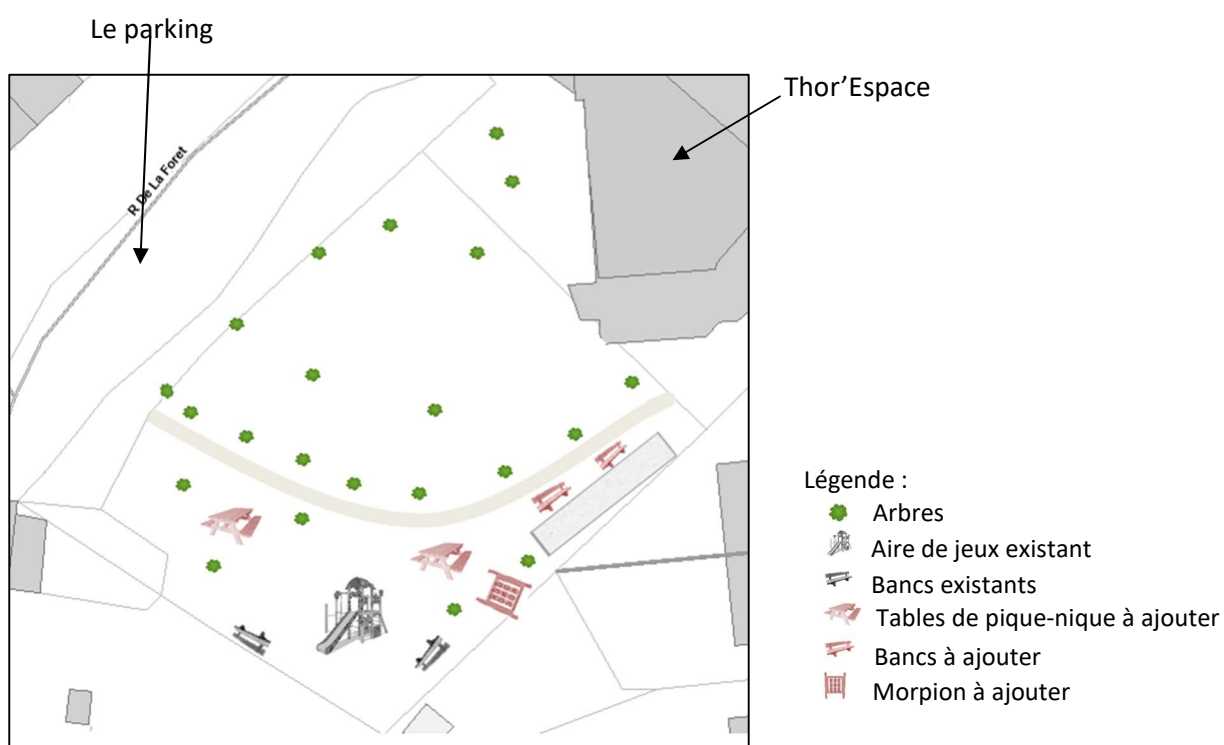 Le parking
Thor’Espace
R De La Foret
Légende :
Arbres
Aire de jeux existant
Bancs existants
Tables de pique-nique à ajouter
Bancs à ajouter
Morpion à ajouter